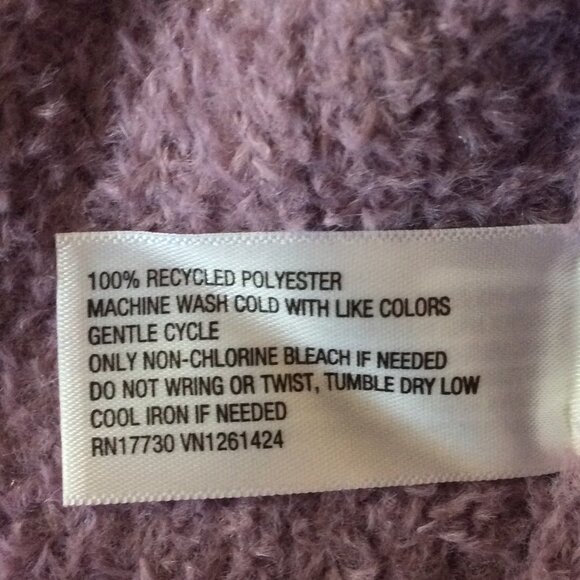 100% RECYCLED POLYESTER
MACHINE WASH COLD WITH LIKE COLORS
GENTLE CYCLE
ONLY NON-CHLORINE BLEACH IF NEEDED
DO NOT WRING OR TWIST, TUMBLE DRY LOW
COOL IRON IF NEEDED
RN17730 VN1261424